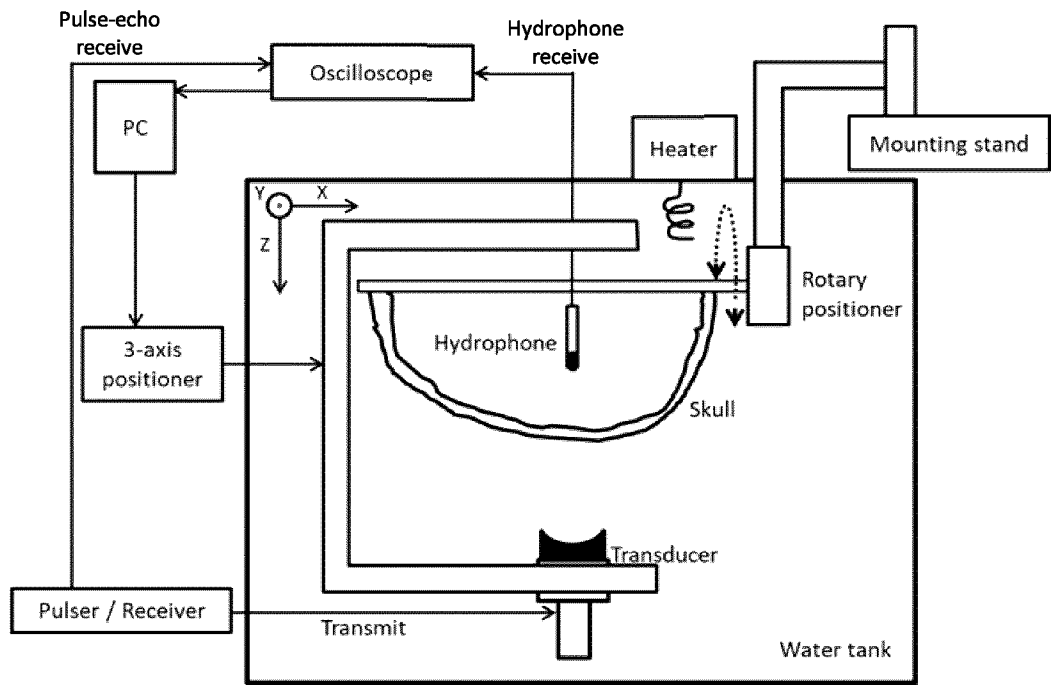 Pulse-echo
receive
Oscilloscope
Hydrophone
receive
PC
Heater
Mounting stand
Y
X
Z
Rotary
positioner
Hydrophone
3-axis
positioner
Skull
Transducer
Pulser / Receiver
Transmit
Water tank